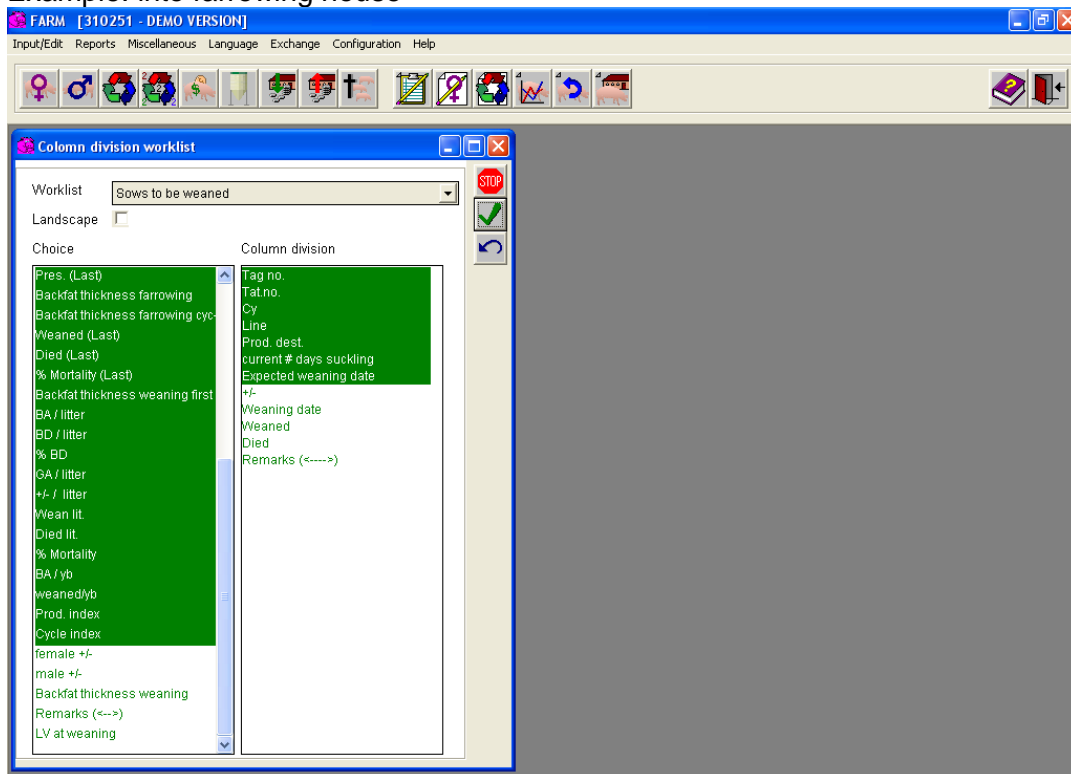 Example: Into farrowing house
FARM [310251 - DEMO VERSION]
Input/Edit Reports Miscellaneous Language Exchange Configuration Help
Colomn division worklist
STOP
Worklist Sows to be weaned
Landscape
Choice
Pres. (Last)
Backfat thickness farrowing
Backfat thickness farrowing cyc-
Weaned (Last)
Died (Last)
% Mortality (Last)
Backfat thickness weaning first
BA / litter
BD / litter
% BD
GA / litter
+/- / litter
Wean lit.
Died lit.
% Mortality
BA / yb
weaned/yb
Prod. index
Cycle index
female +/-
male +/-
Backfat thickness weaning
Remarks (<-->)
LV at weaning
Column division
Tag no.
Tat.no.
Cy
Line
Prod. dest.
current # days suckling
Expected weaning date
+/-
Weaning date
Weaned
Died
Remarks (<---->)